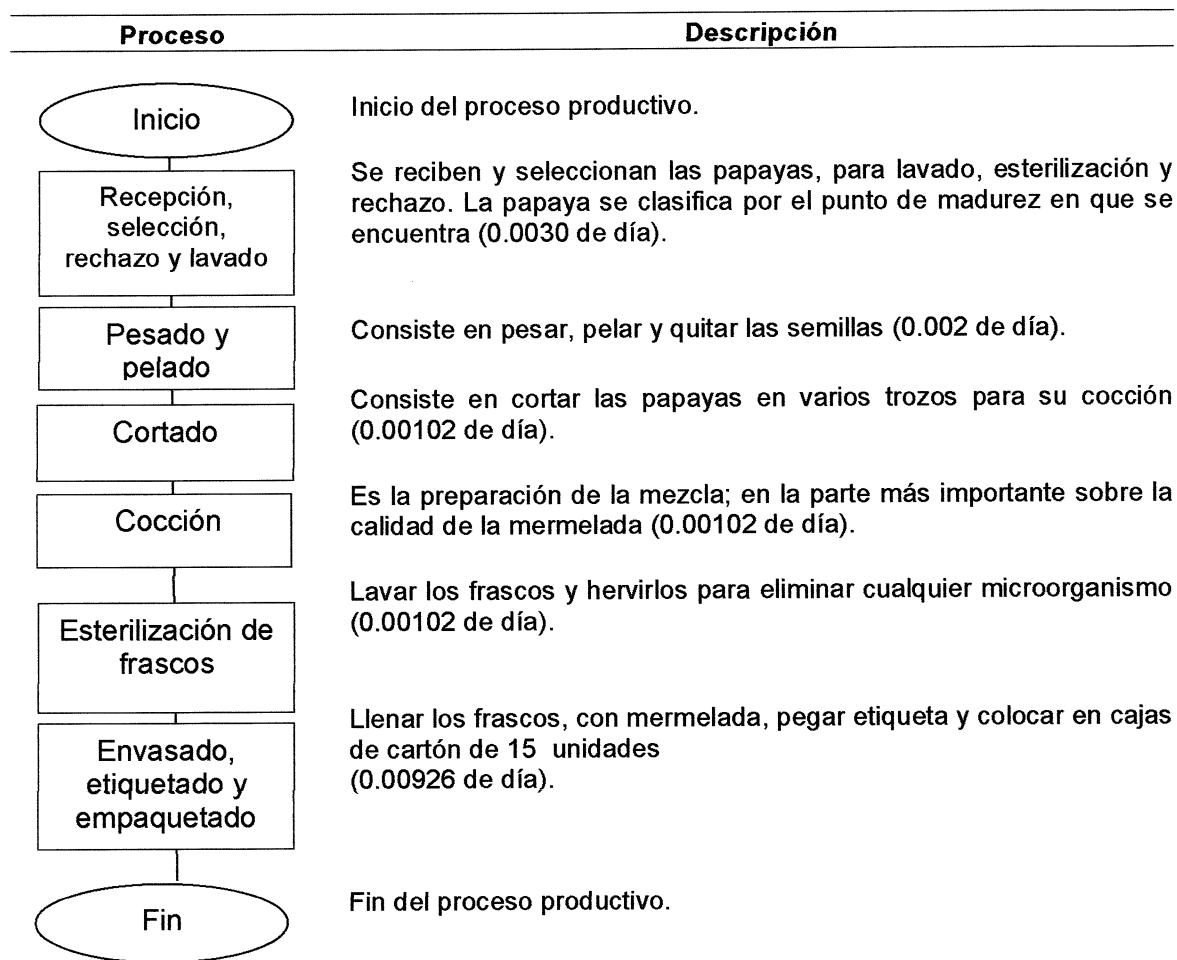 Proceso Descripción
Inicio
Inicio del proceso productivo.
Recepción,
selección,
rechazo y lavado
Se reciben y seleccionan las papayas, para lavado, esterilización y
rechazo. La papaya se clasifica por el punto de madurez en que se
encuentra (0.0030 de día).
Pesado y
pelado
Consiste en pesar, pelar y quitar las semillas (0.002 de día).
Cortado
Consiste en cortar las papayas en varios trozos para su cocción
(0.00102 de día).
Cocción
Es la preparación de la mezcla; en la parte más importante sobre la
calidad de la mermelada (0.00102 de día).
Esterilización de
frascos
Lavar los frascos y hervirlos para eliminar cualquier microorganismo
(0.00102 de día).
Envasado,
etiquetado y
empaquetado
Llenar los frascos, con mermelada, pegar etiqueta y colocar en cajas
de cartón de 15 unidades
(0.00926 de día).
Fin
Fin del proceso productivo.